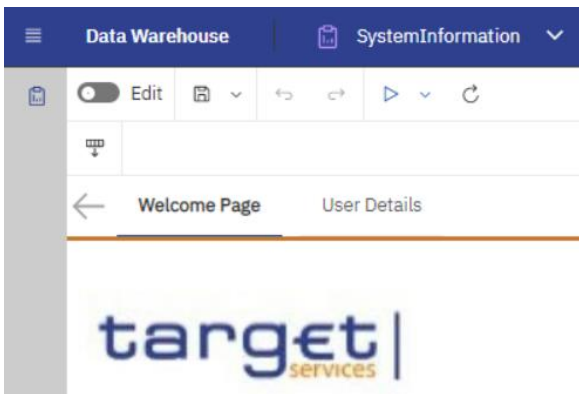 Data Warehouse SystemInformation
Edit
Welcome Page User Details
target
services